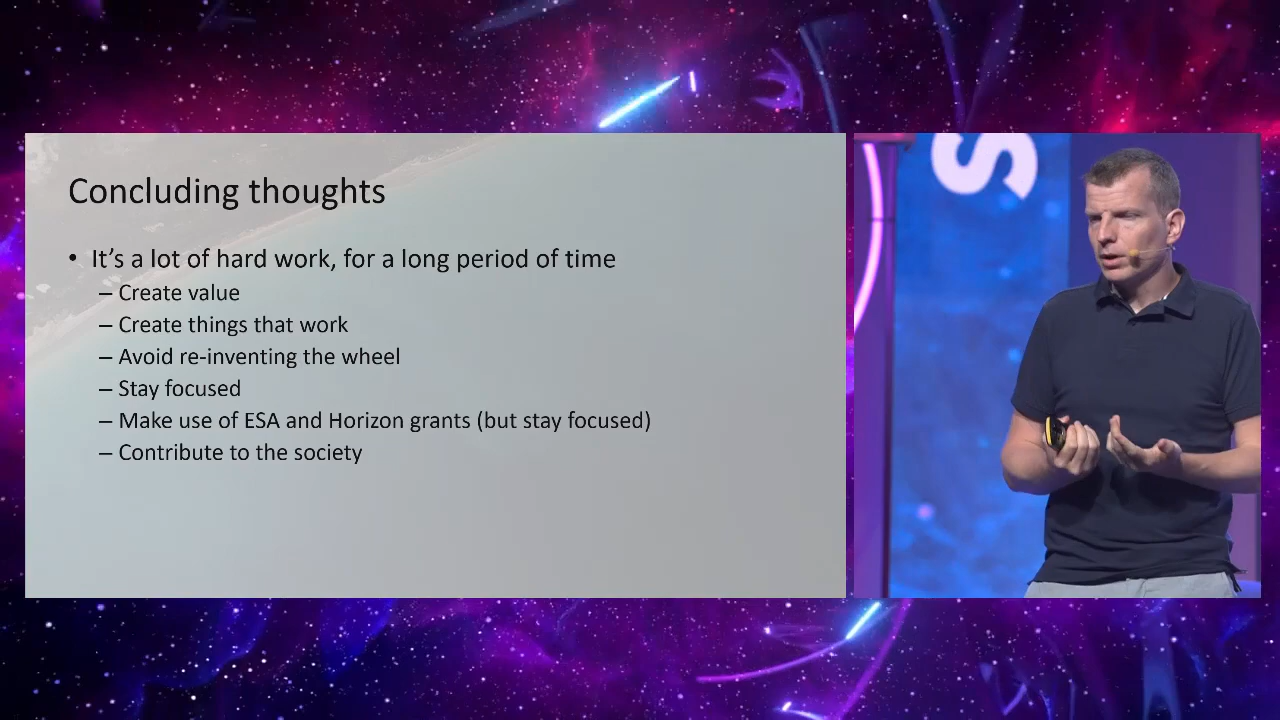 Concluding thoughts
• It's a lot of hard work, for a long period of time
– Create value
– Create things that work
– Avoid re-inventing the wheel
– Stay focused
– Make use of ESA and Horizon grants (but stay focused)
– Contribute to the society
S